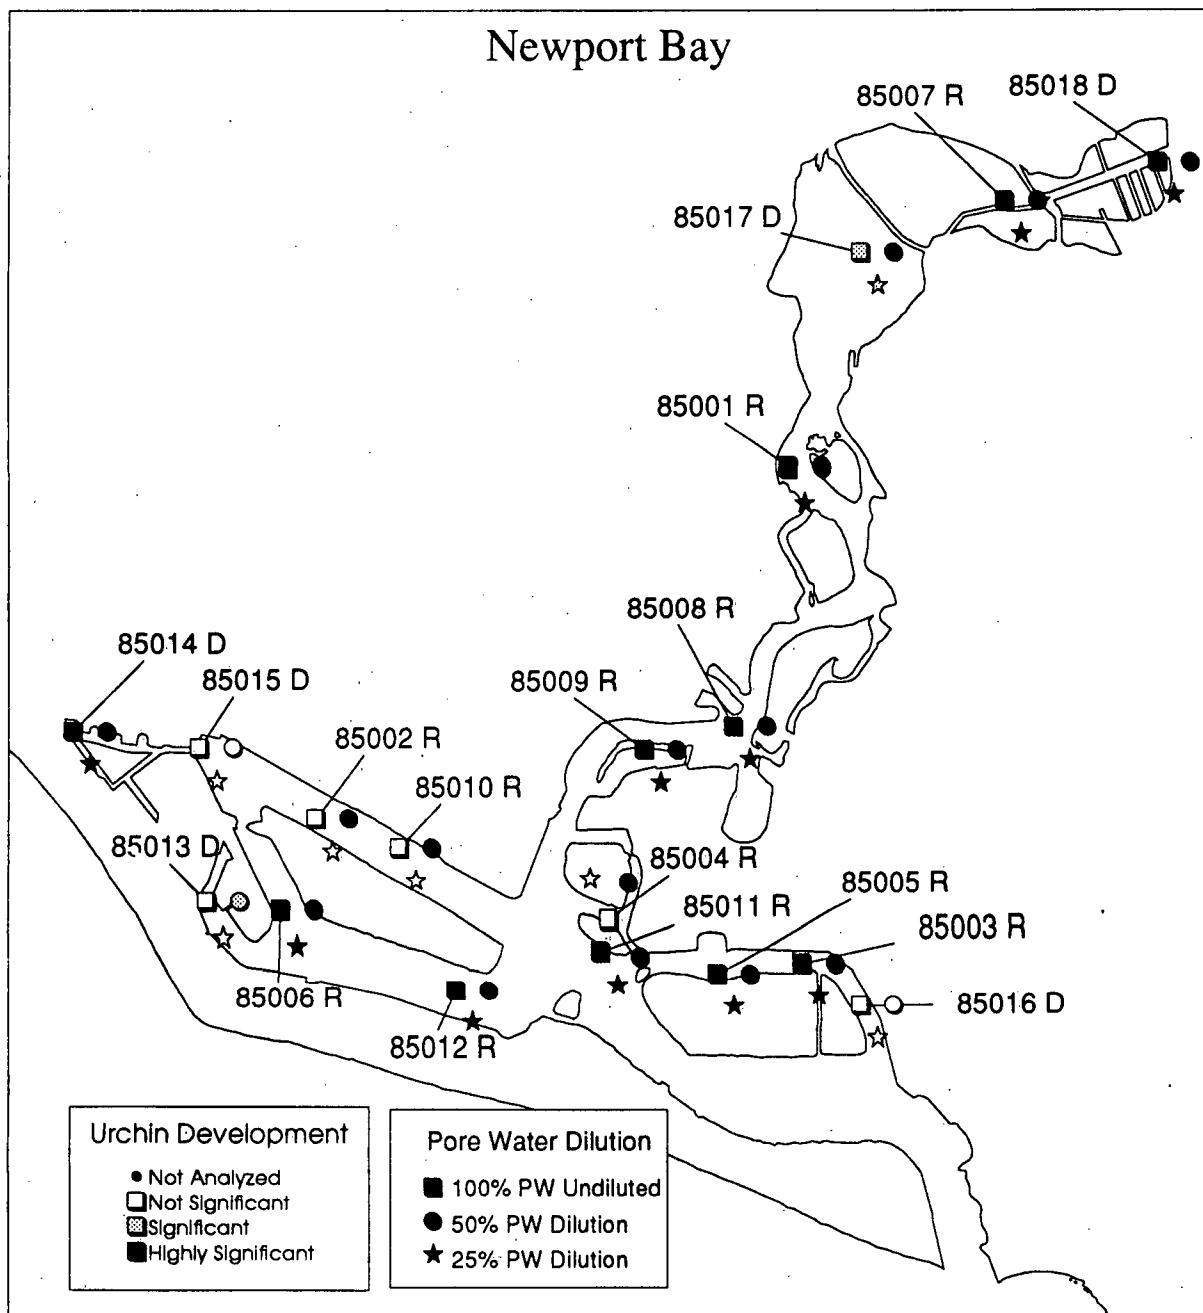 Newport Bay
85018 D
85007 R
85017 D
85001 R
85008 R
85014 D
85015 D
85009 R
85002 R
85010 R
85013 D
85004 R
85005 R
85011 R
85003 R
85006 R
85016 D
85012 R
Urchin Development
Not Analyzed
Not Significant
Significant
Highly Significant
Pore Water Dilution
100% PW Undiluted
50% PW Dilution
25% PW Dilution